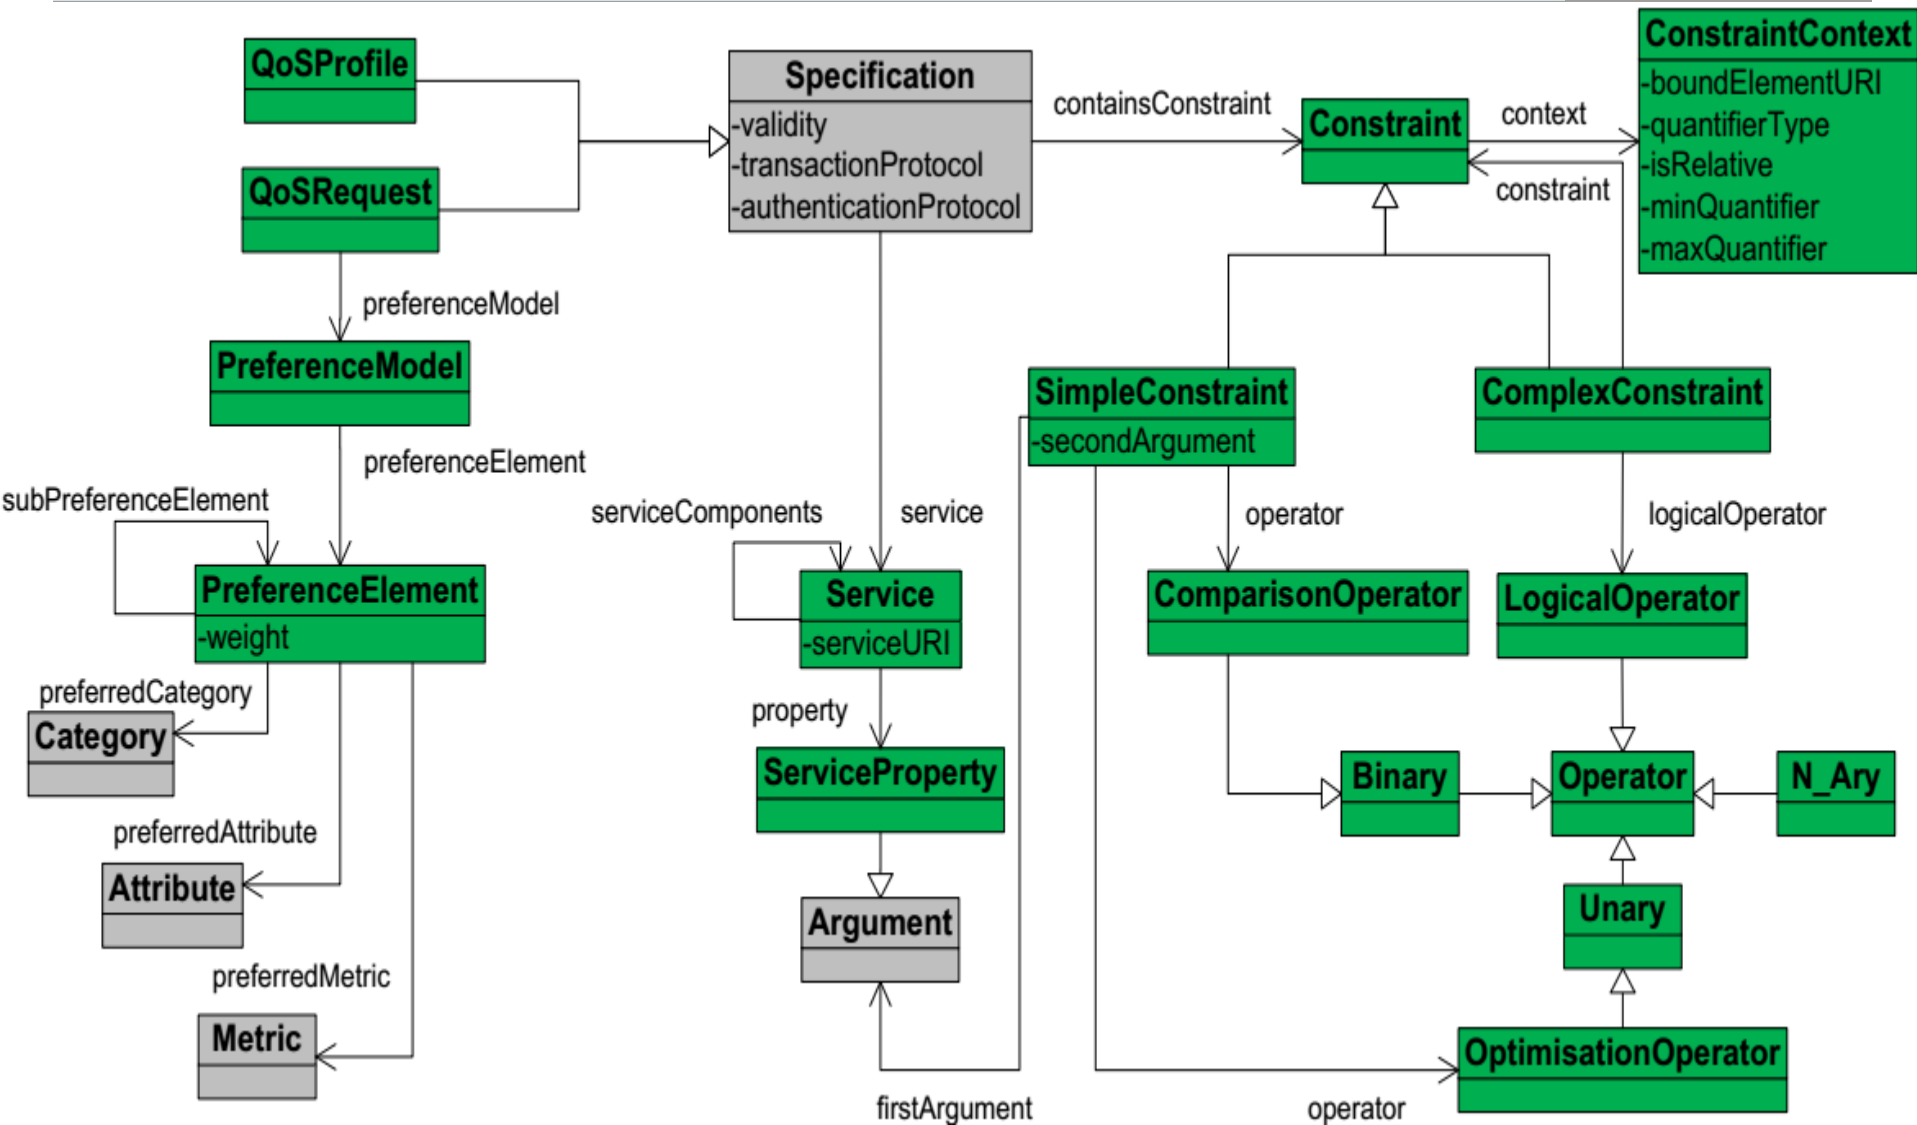 QoSProfile
Specification
-validity
-transactionProtocol
-authenticationProtocol
containsConstraint
Constraint
context
constraint
ConstraintContext
-boundElementURI
-quantifierType
-isRelative
-minQuantifier
-maxQuantifier
QoSRequest
preferenceModel
PreferenceModel
preferenceElement
subPreferenceElement
PreferenceElement
-weight
preferredCategory
Category
preferredAttribute
Attribute
preferredMetric
Metric
serviceComponents
service
Service
-serviceURI
property
ServiceProperty
Argument
firstArgument
SimpleConstraint
-secondArgument
ComplexConstraint
operator
logicalOperator
ComparisonOperator
LogicalOperator
Binary
Operator
N_Ary
Unary
OptimisationOperator
operator